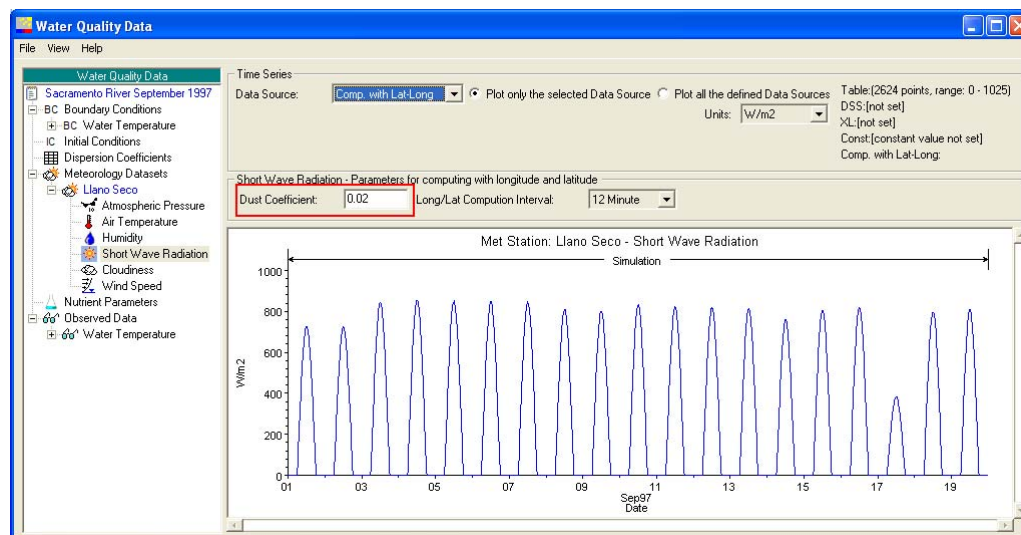 Water Quality Data
File View Help
Water Quality Data
Sacramento River September 1997
BC Boundary Conditions
BC Water Temperature
IC Initial Conditions
Dispersion Coefficients
Meteorology Datasets
Llano Seco
Atmospheric Pressure
Air Temperature
Humidity
Short Wave Radiation
Cloudiness
Wind Speed
Nutrient Parameters
Observed Data
Water Temperature
Time Series
Data Source: Comp. with Lat-Long Plot only the selected Data Source Plot all the defined Data Sources
Units: W/m2
Table:(2624 points, range: 0 - 1025)
DSS:[not set]
XL:[not set]
Const:[constant value not set]
Comp. with Lat-Long:
Short Wave Radiation - Parameters for computing with longitude and latitude
Dust Coefficient: 0.02 Long/Lat Compution Interval: 12 Minute
Met Station: Llano Seco - Short Wave Radiation
Simulation
1000
800
600
400
200
0
W/m2
01 03 05 07 09 11 13 15 17 19
Sep97
Date